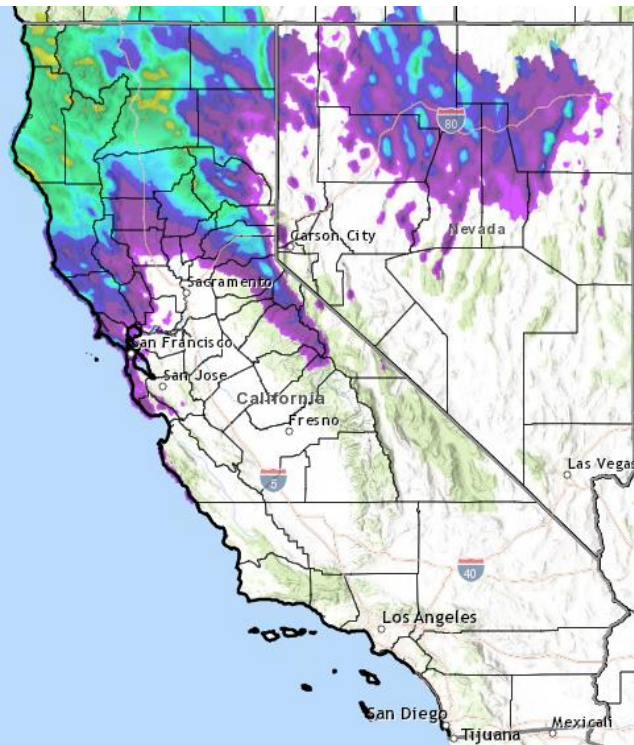 80
Nevada
Carson City
Sacramento
San Francisco
San Jose
California
Fresno
5
Las Vegas
40
Los Angeles
San Diego
Tijuana
Mexicali